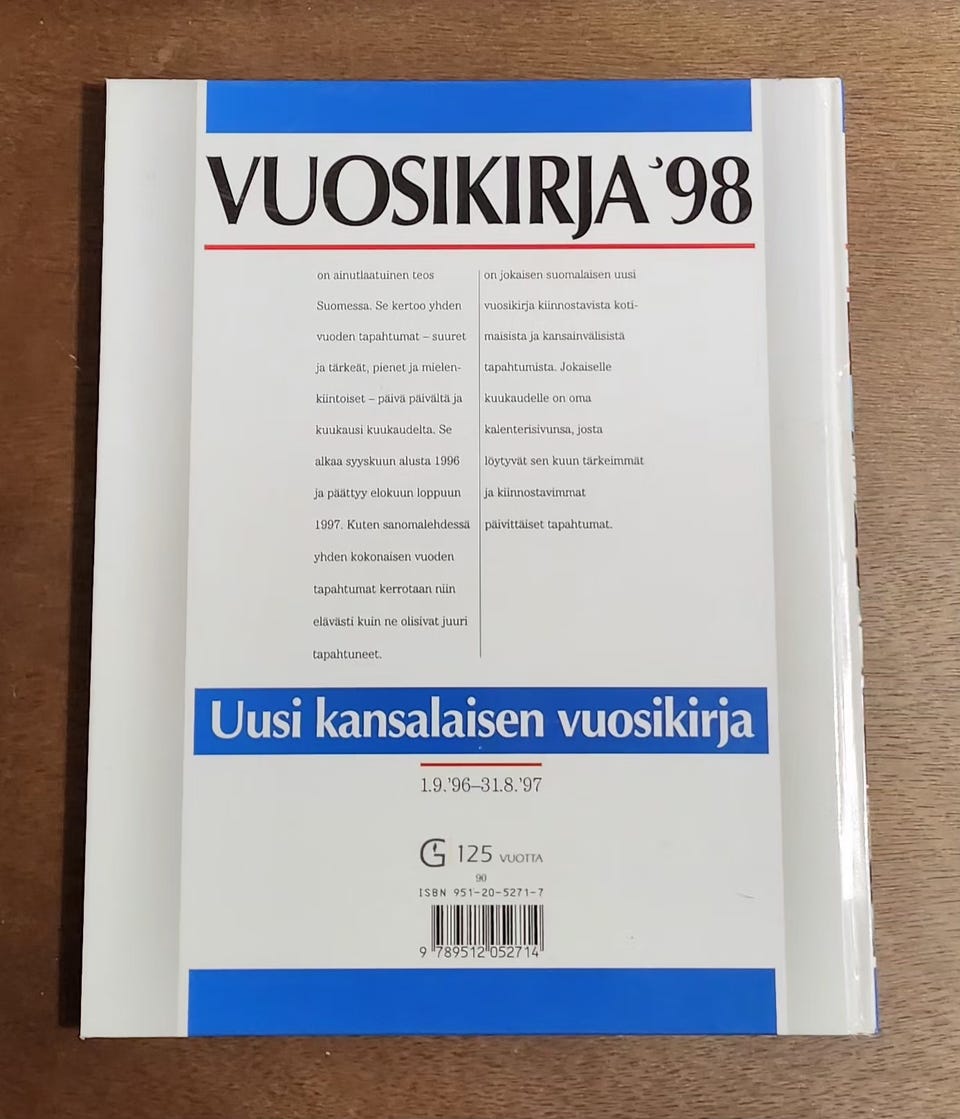 VUOSIKIRJA '98
on ainutlaatuinen teos
Suomessa. Se kertoo yhden
vuoden tapahtumat – suuret
ja tärkeät, pienet ja mielen-
kiintoiset – päivä päivältä ja
kuukausi kuukaudelta. Se
alkaa syyskuun alusta 1996
ja päättyy elokuun loppuun
1997. Kuten sanomalehdessä
yhden kokonaisen vuoden
tapahtumat kerrotaan niin
elävästi kuin ne olisivat juuri
tapahtuneet.
on jokaisen suomalaisen uusi
vuosikirja kiinnostavista koti-
maisista ja kansainvälisistä
tapahtumista. Jokaiselle
kuukaudelle on oma
kalenterisivunsa, josta
löytyvät sen kuun tärkeimmät
ja kiinnostavimmat
päivittäiset tapahtumat.
Uusi kansalaisen vuosikirja
1.9.'96–31.8.'97
G 125 VUOTTA
90
ISBN 951-20-5271-7
9 789512 052714